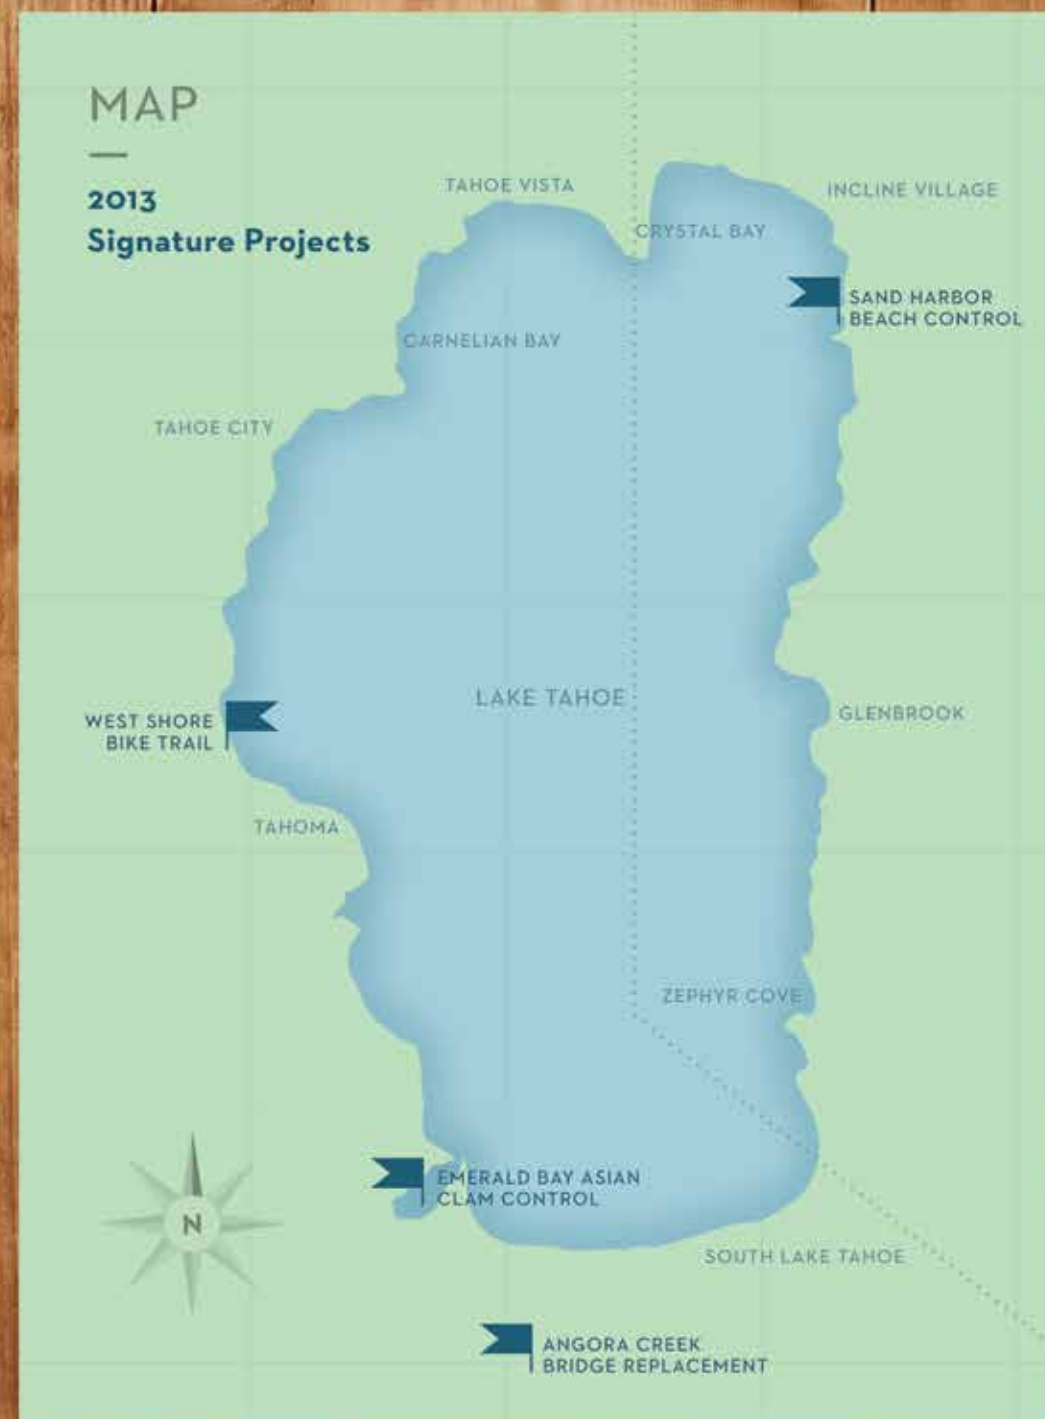 MAP
2013
Signature Projects
TAHOE VISTA
INCLINE VILLAGE
CRYSTAL BAY
SAND HARBOR
BEACH CONTROL
CARNELIAN BAY
TAHOE CITY
LAKE TAHOE
WEST SHORE
BIKE TRAIL
GLENBROOK
TAHOMA
ZEPHYR COVE
EMERALD BAY ASIAN
CLAM CONTROL
N
SOUTH LAKE TAHOE
ANGORA CREEK
BRIDGE REPLACEMENT